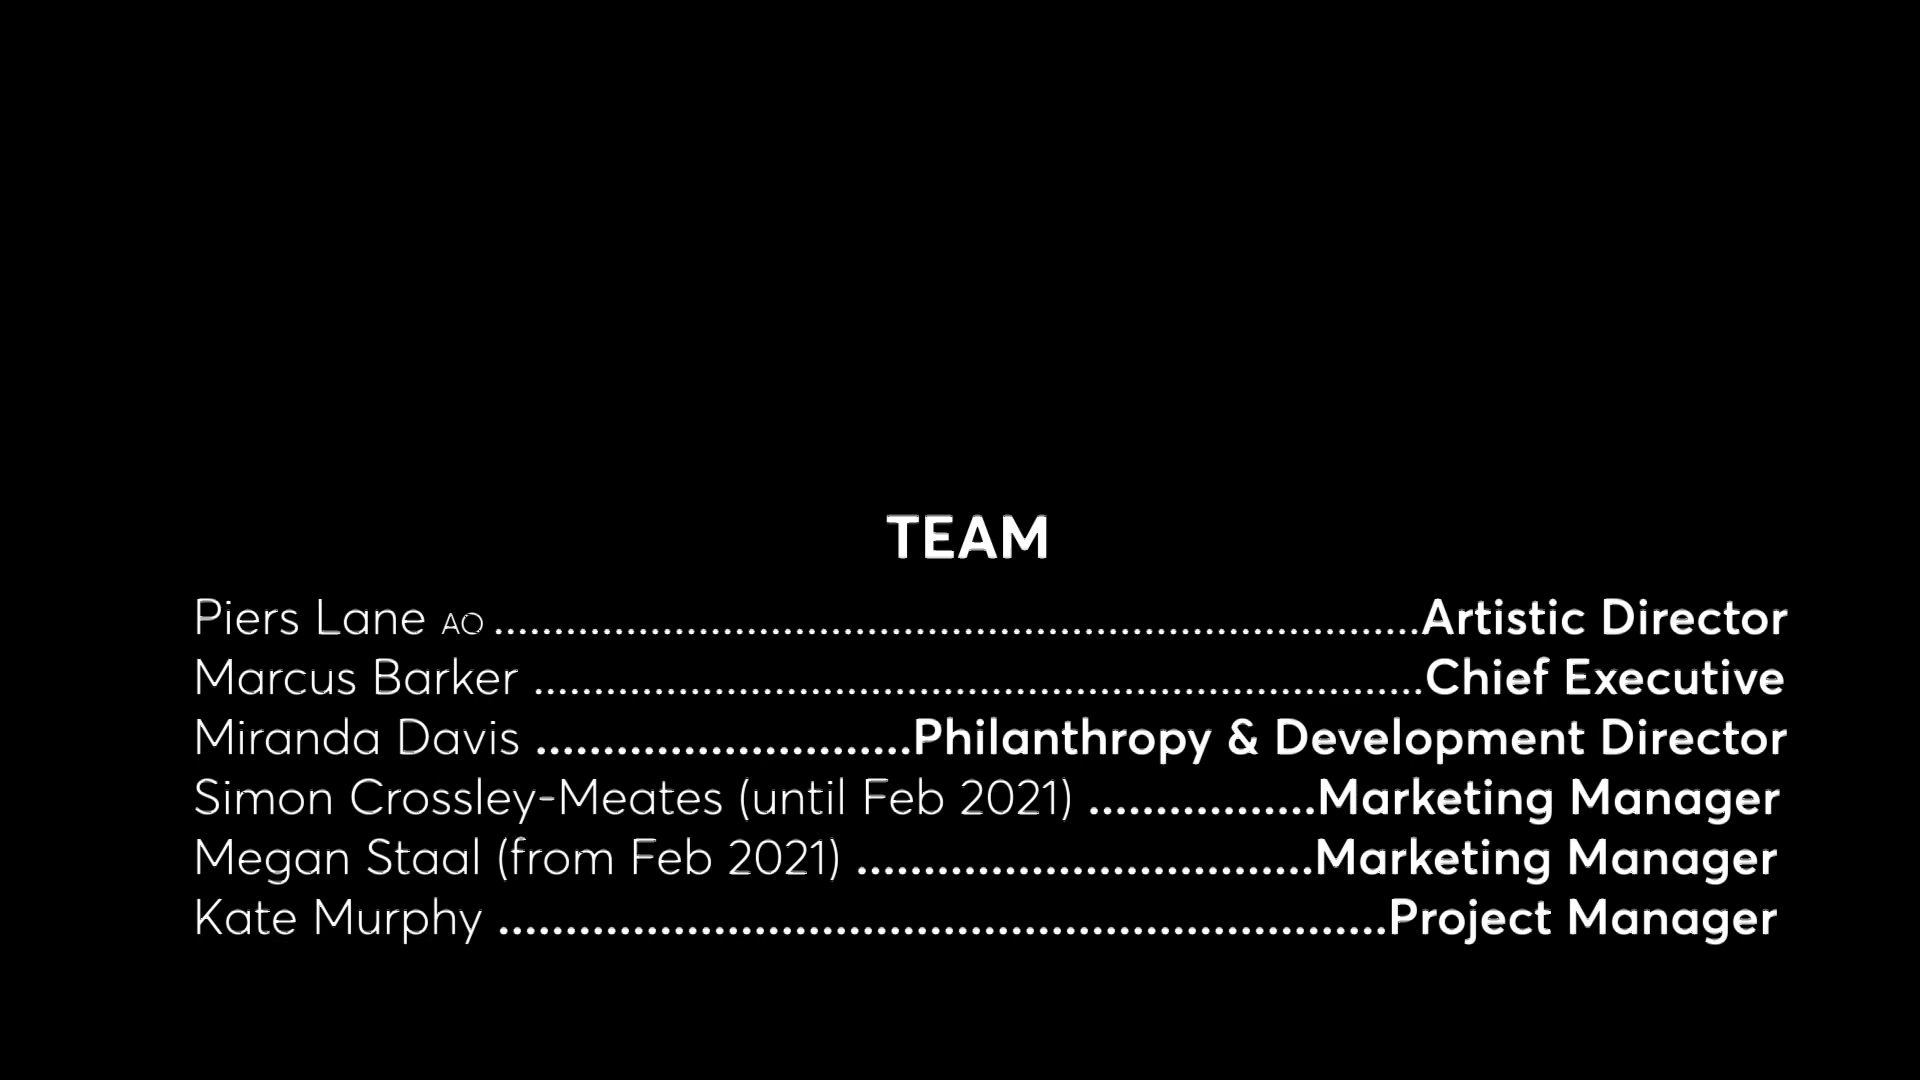 TEAM
Piers Lane AO ............................................................................Artistic Director
Marcus Barker .........................................................................Chief Executive
Miranda Davis ............................Philanthropy & Development Director
Simon Crossley-Meates (until Feb 2021) .................Marketing Manager
Megan Staal (from Feb 2021) ..................................Marketing Manager
Kate Murphy ..................................................................Project Manager